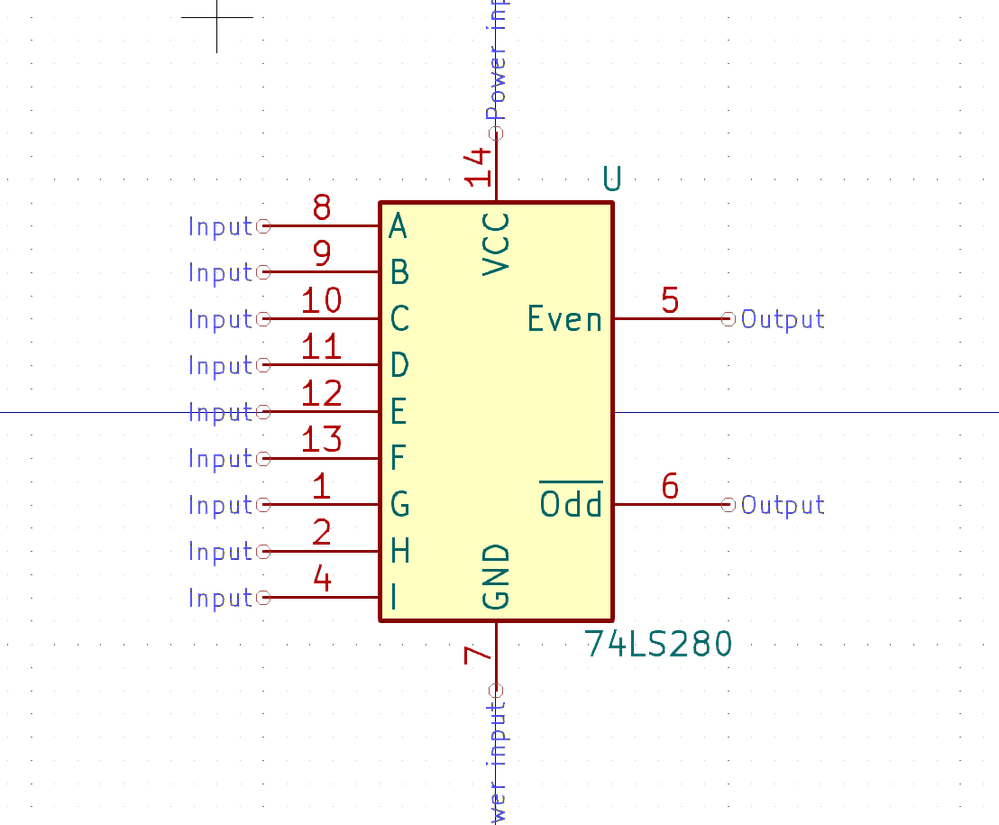 Power inp
14
U
8
Input A VCC
9
Input B
10 5
Input C Even Output
11
Input D
12
Input E
13
Input F
1 6
Input G Odd Output
2
Input H
4
Input I GND
7 74LS280
wer input